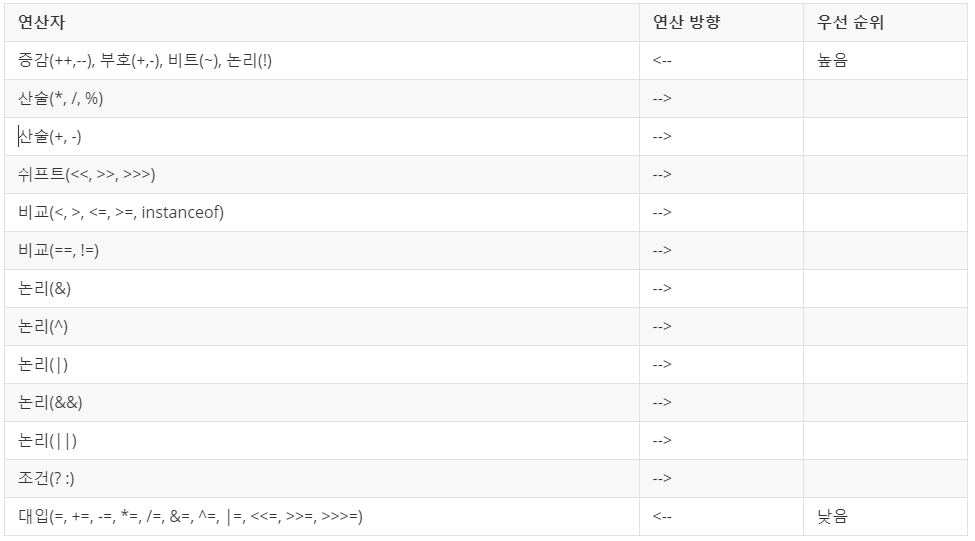 연산자 연산 방향 우선 순위
증감(++,--), 부호(+,-), 비트(~), 논리(!) <-- 높음
산술(*, /, %) -->
산술(+, -) -->
쉬프트(<<, >>, >>>) -->
비교(<, >, <=, >=, instanceof) -->
비교(==, !=) -->
논리(&) -->
논리(^) -->
논리(|) -->
논리(&&) -->
논리(||) -->
조건(? :) -->
대입(=, +=, -=, *=, /=, &=, ^=, |=, <<=, >>=, >>>=) <-- 낮음